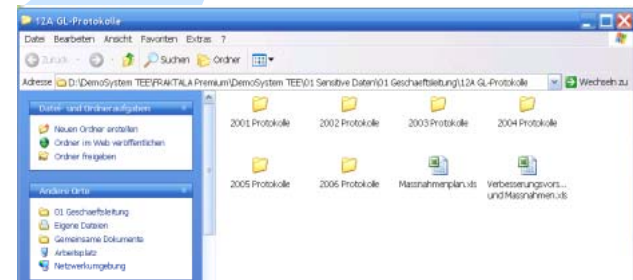 12A GL-Protokolle
Datei Bearbeiten Ansicht Favoriten Extras ?
Zurück Suchen Ordner
Adresse D:\DemoSystem TEE\FRAKTALA Premium\DemoSystem TEE\01 Sensitive Daten\01 Geschaeftsleitung\12A GL-Protokolle Wechseln zu
Datei- und Ordneraufgaben
Neuen Ordner erstellen
Ordner im Web veröffentlichen
Ordner freigeben
Andere Orte
01 Geschaeftsleitung
Eigene Dateien
Gemeinsame Dokumente
Arbeitsplatz
Netzwerkumgebung
2001 Protokolle 2002 Protokolle 2003 Protokolle 2004 Protokolle
2005 Protokolle 2006 Protokolle Massnahmenplan.xls Verbesserungsvors...
und Massnahmen.xls